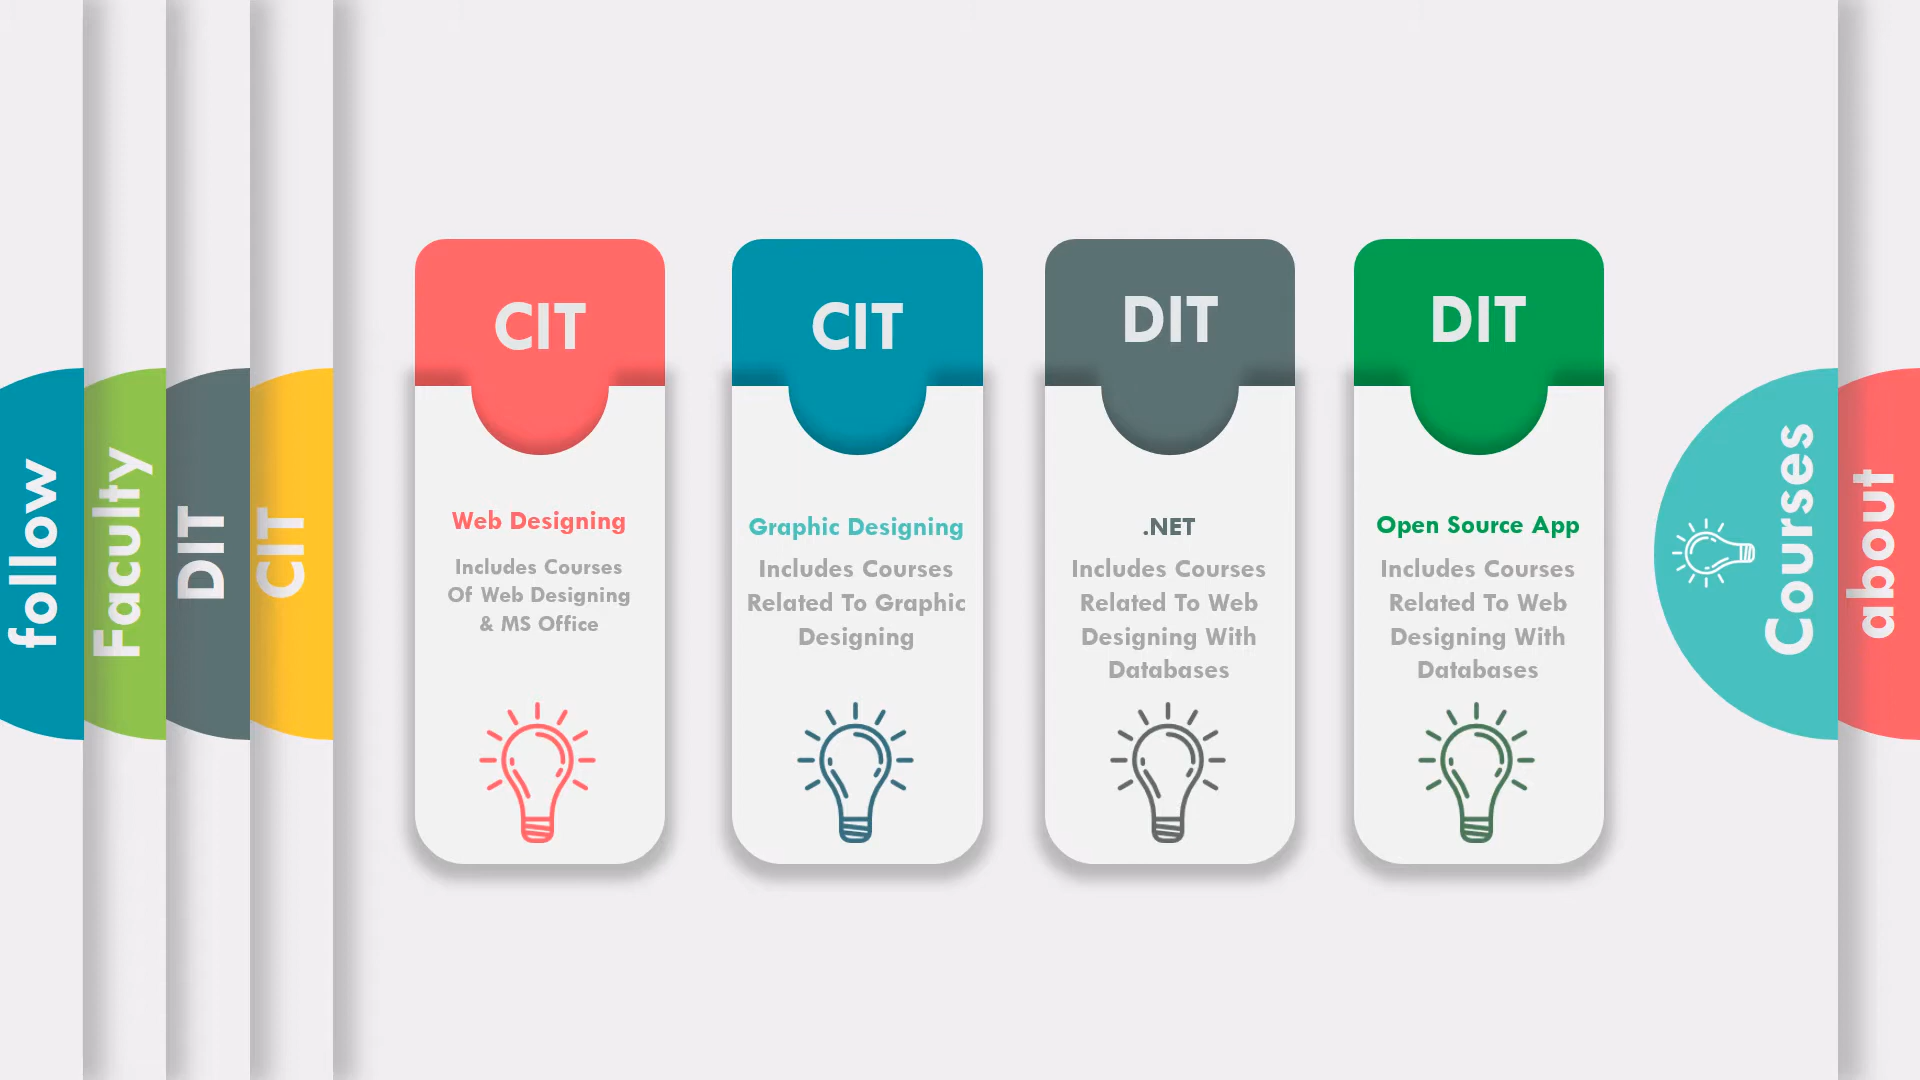 follow
Faculty
DIT
CIT
CIT
Web Designing
Includes Courses
Of Web Designing
& MS Office
CIT
Graphic Designing
Includes Courses
Related To Graphic
Designing
DIT
.NET
Includes Courses
Related To Web
Designing With
Databases
DIT
Open Source App
Includes Courses
Related To Web
Designing With
Databases
Courses
about